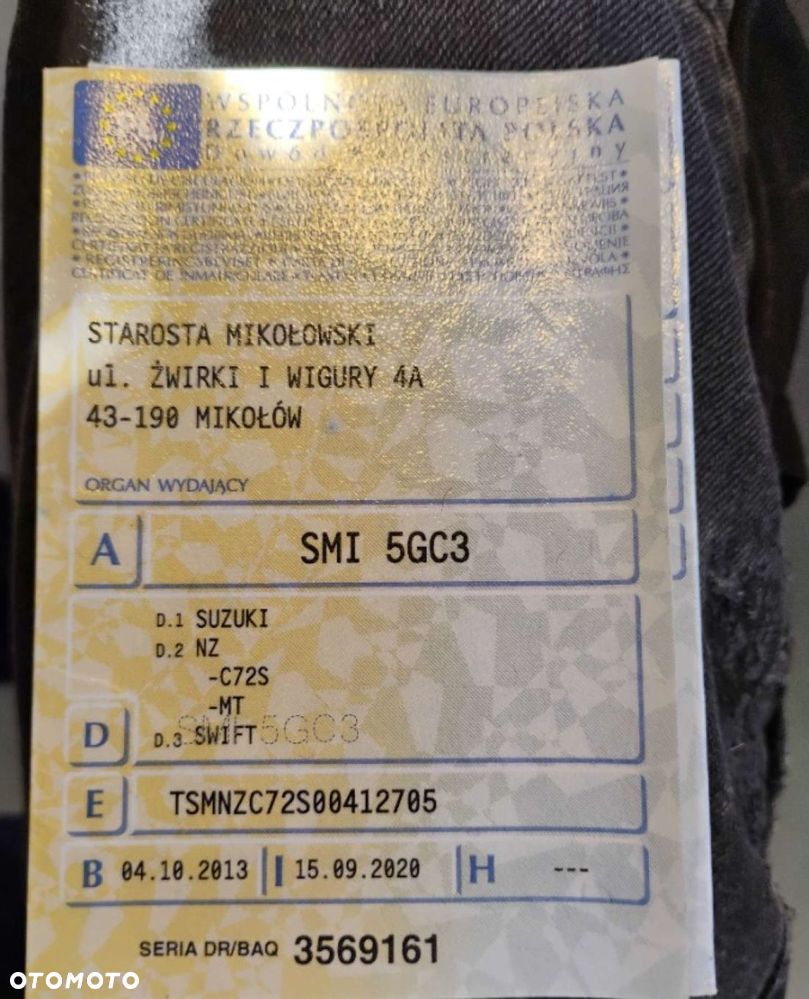 WSPÓLNOTA EUROPEJSKA
RZECZPOSPOLITA POLSKA
STAROSTA MIKOŁOWSKI
ul. ŻWIRKI I WIGURY 4A
43-190 MIKOŁÓW
ORGAN WYDAJĄCY
A SMI 5GC3
D.1 SUZUKI
D.2 NZ
-C72S
-MT
D D.3 SWIFT
SMI 5GC3
E TSMNZC72S00412705
B 04.10.2013 I 15.09.2020 H ---
SERIA DR/BAQ 3569161
OTOMOTO